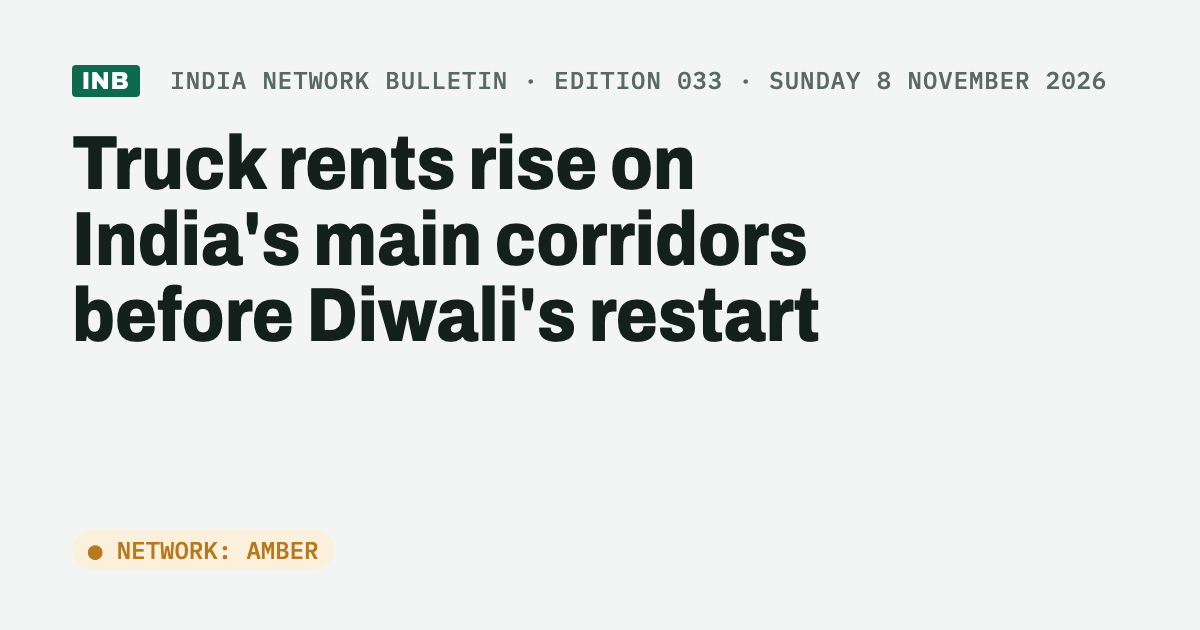 INB INDIA NETWORK BULLETIN · EDITION 033 · SUNDAY 8 NOVEMBER 2026
Truck rents rise on
India's main corridors
before Diwali's restart
● NETWORK: AMBER